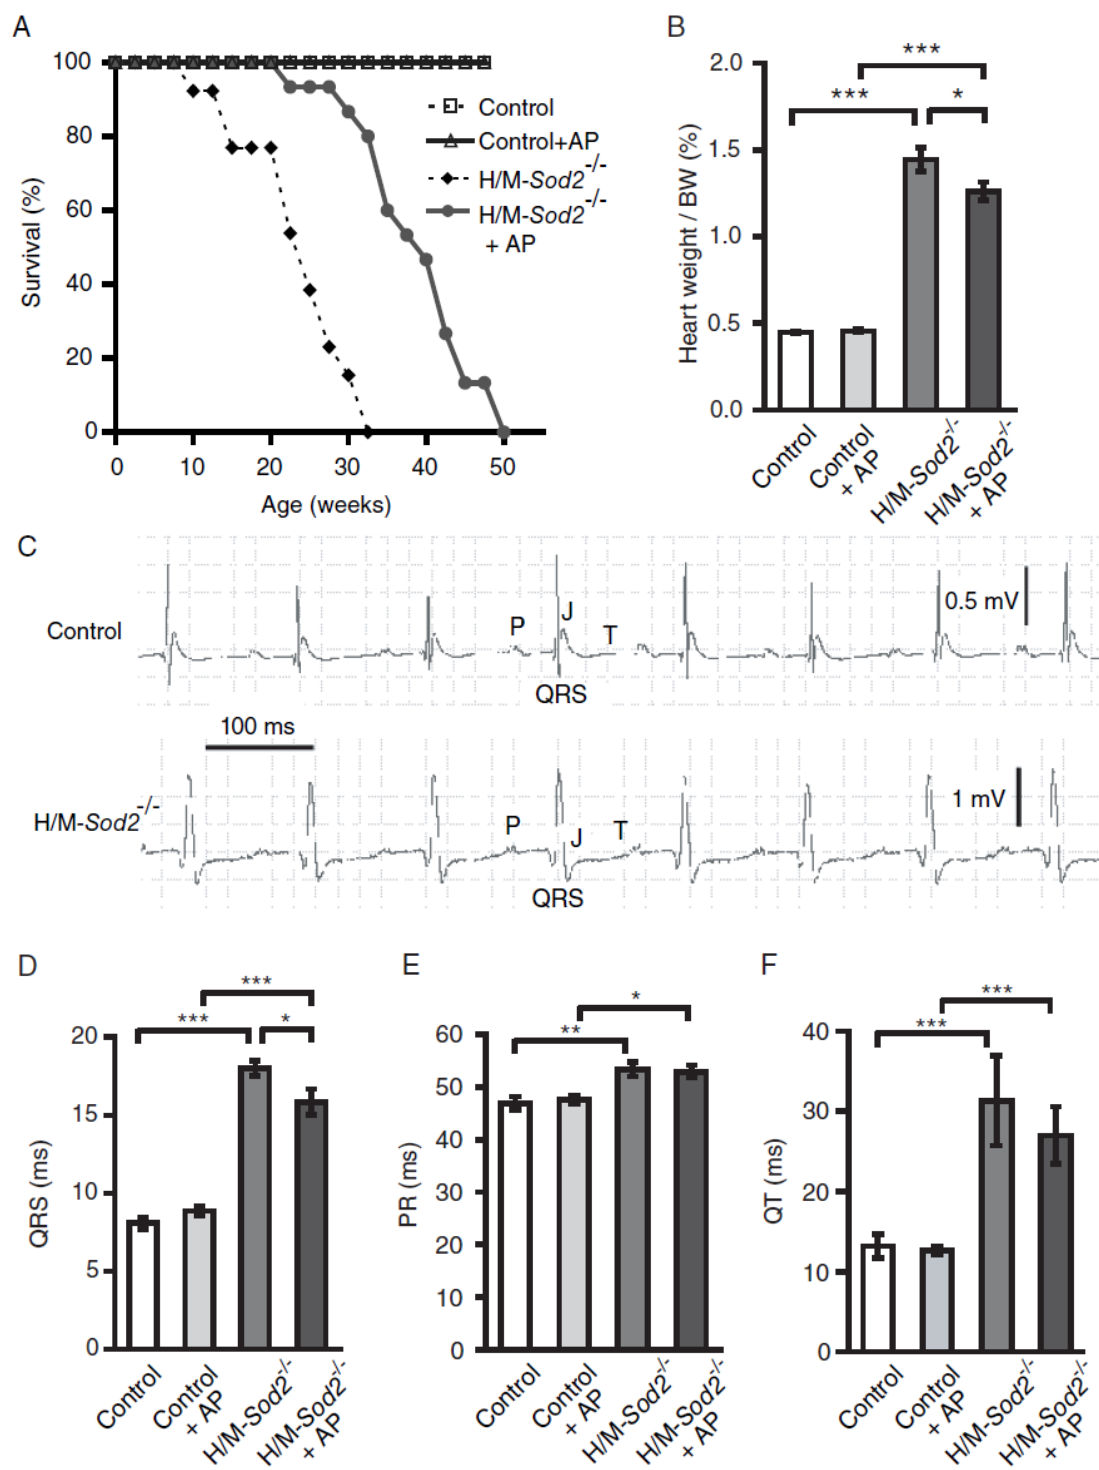 A
100
80
60
40
20
0
Survival (%)
0 10 20 30 40 50
Age (weeks)
Control
Control+AP
H/M-Sod2-/-
H/M-Sod2-/-
+ AP
B
2.0
1.5
1.0
0.5
0.0
Heart weight / BW (%)
***
*** *
Control
Control
+ AP
H/M-Sod2-/-
H/M-Sod2-/-
+ AP
C
Control
P J T
QRS
0.5 mV
100 ms
H/M-Sod2-/-
P J T
QRS
1 mV
D
20
15
10
5
0
QRS (ms)
***
*** *
Control
Control
+ AP
H/M-Sod2-/-
H/M-Sod2-/-
+ AP
E
60
50
40
30
20
10
0
PR (ms)
*
**
Control
Control
+ AP
H/M-Sod2-/-
H/M-Sod2-/-
+ AP
F
40
30
20
10
0
QT (ms)
***
***
Control
Control
+ AP
H/M-Sod2-/-
H/M-Sod2-/-
+ AP